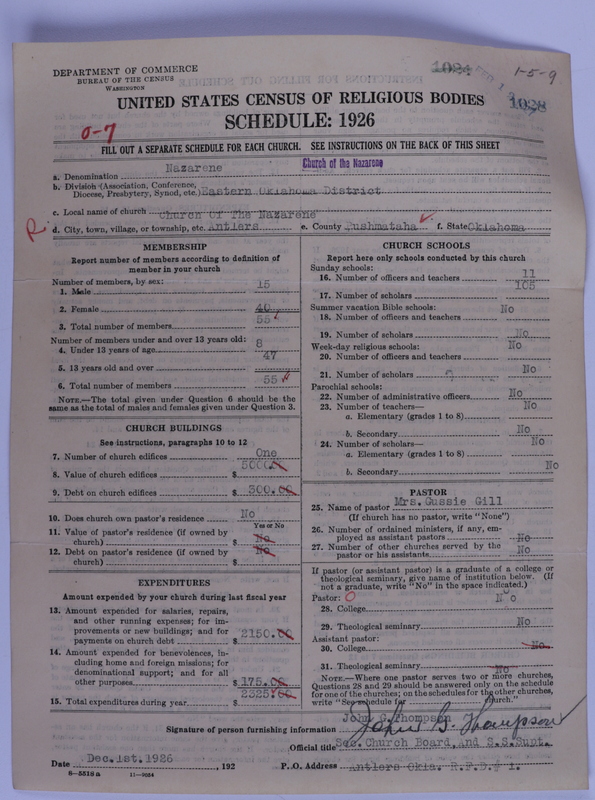 DEPARTMENT OF COMMERCE
BUREAU OF THE CENSUS
WASHINGTON
1024
1-5-9
1028
UNITED STATES CENSUS OF RELIGIOUS BODIES
SCHEDULE: 1926
0-7
FILL OUT A SEPARATE SCHEDULE FOR EACH CHURCH. SEE INSTRUCTIONS ON THE BACK OF THIS SHEET
a. Denomination Nazarene Church of the Nazarene
b. Division (Association, Conference, Diocese, Presbytery, Synod, etc.) Eastern Oklahoma District
c. Local name of church Church Of The Nazarene
R. d. City, town, village, or township, etc. Antlers e. County Pushmataha f. State Oklahoma
MEMBERSHIP
Report number of members according to definition of
member in your church
Number of members, by sex:
1. Male 15
2. Female 40
3. Total number of members 55
Number of members under and over 13 years old:
4. Under 13 years of age 8
5. 13 years old and over 47
6. Total number of members 55
NOTE.—The total given under Question 6 should be the
same as the total of males and females given under Question 3.
CHURCH BUILDINGS
See instructions, paragraphs 10 to 12
7. Number of church edifices One
8. Value of church edifices $ 5000.
9. Debt on church edifices $ 300.00
10. Does church own pastor's residence No
Yes or No
11. Value of pastor's residence (if owned by
church) $ No
12. Debt on pastor's residence (if owned by
church) $ No
EXPENDITURES
Amount expended by your church during last fiscal year
13. Amount expended for salaries, repairs,
and other running expenses; for im-
provements or new buildings; and for
payments on church debt $ 2150.00
14. Amount expended for benevolences, in-
cluding home and foreign missions; for
denominational support; and for all
other purposes $ 175.00
15. Total expenditures during year $ 2325.00
CHURCH SCHOOLS
Report here only schools conducted by this church
Sunday schools:
16. Number of officers and teachers 11
17. Number of scholars 105
Summer vacation Bible schools: No
18. Number of officers and teachers
19. Number of scholars No
Week-day religious schools: No
20. Number of officers and teachers
21. Number of scholars No
Parochial schools:
22. Number of administrative officers No
23. Number of teachers— No
a. Elementary (grades 1 to 8)
b. Secondary No
24. Number of scholars— No
a. Elementary (grades 1 to 8)
b. Secondary No
PASTOR
25. Name of pastor Mrs. Gussie Gill
(If church has no pastor, write "None")
26. Number of ordained ministers, if any, em-
ployed as assistant pastors No
27. Number of other churches served by the
pastor or his assistants No
If pastor (or assistant pastor) is a graduate of a college or
theological seminary, give name of institution below. (If
not a graduate, write "No" in the space indicated.)
Pastor: 0 No
28. College
29. Theological seminary No
Assistant pastor:
30. College No
31. Theological seminary No
NOTE.—Where one pastor serves two or more churches,
Questions 28 and 29 should be answered only on the schedule
for one of the churches; on the schedules for the other churches,
write "See schedule for Church."
John S. Thompson
Signature of person furnishing information John S. Thompson
Official title Sec. Church Board, and S.S.Supt.
Date Dec.1st.1926 , 192 P. O. Address Antlers Okla. R.F.D.# 1.
8-5518a 11-9054